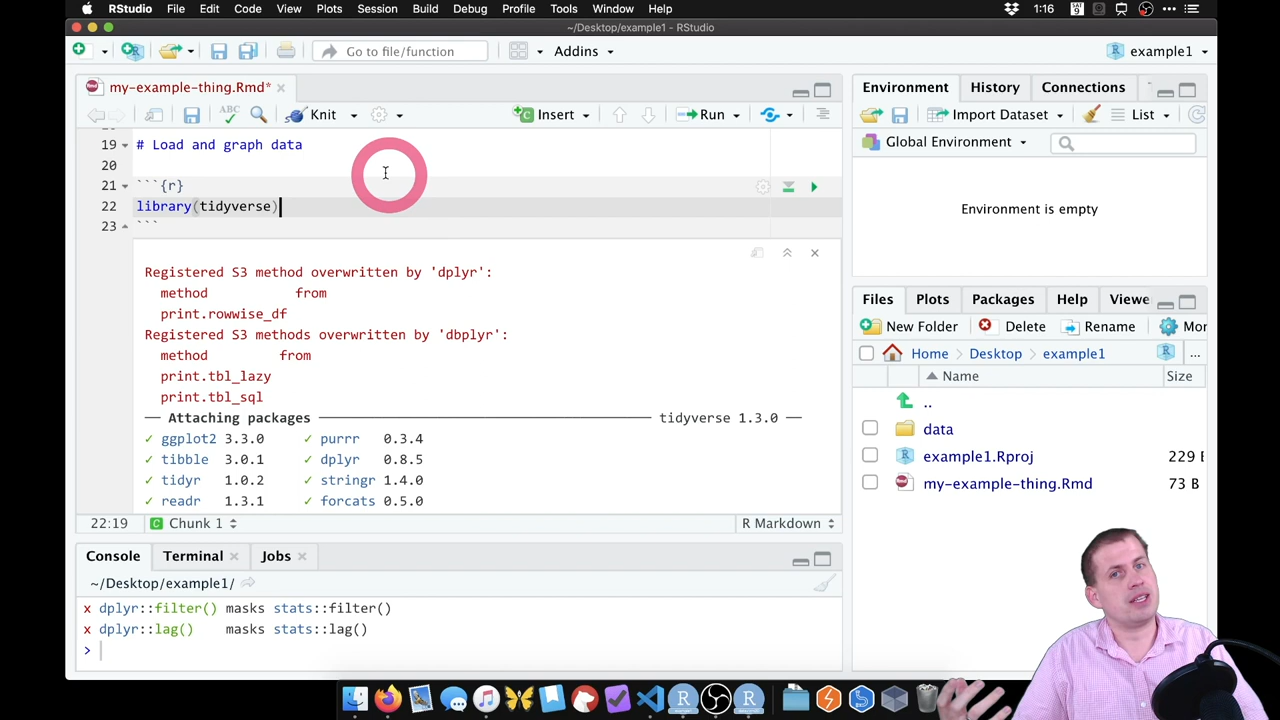 RStudio File Edit Code View Plots Session Build Debug Profile Tools Window Help 1:16 SAT 9
~/Desktop/example1 - RStudio
Go to file/function Addins example1
my-example-thing.Rmd*
ABC Knit Insert Run
19 # Load and graph data
20
21 ```{r}
22 library(tidyverse)
23 ```
Registered S3 method overwritten by 'dplyr':
method from
print.rowwise_df
Registered S3 methods overwritten by 'dbplyr':
method from
print.tbl_lazy
print.tbl_sql
── Attaching packages ── tidyverse 1.3.0 ──
✓ ggplot2 3.3.0 ✓ purrr 0.3.4
✓ tibble 3.0.1 ✓ dplyr 0.8.5
✓ tidyr 1.0.2 ✓ stringr 1.4.0
✓ readr 1.3.1 ✓ forcats 0.5.0
22:19 Chunk 1 R Markdown
Console Terminal Jobs
~/Desktop/example1/
x dplyr::filter() masks stats::filter()
x dplyr::lag() masks stats::lag()
>
Environment History Connections
Import Dataset List
Global Environment
Environment is empty
Files Plots Packages Help Viewe
New Folder Delete Rename Mor
Home > Desktop > example1 ...
Name Size
..
data
example1.Rproj 229 B
my-example-thing.Rmd 73 B